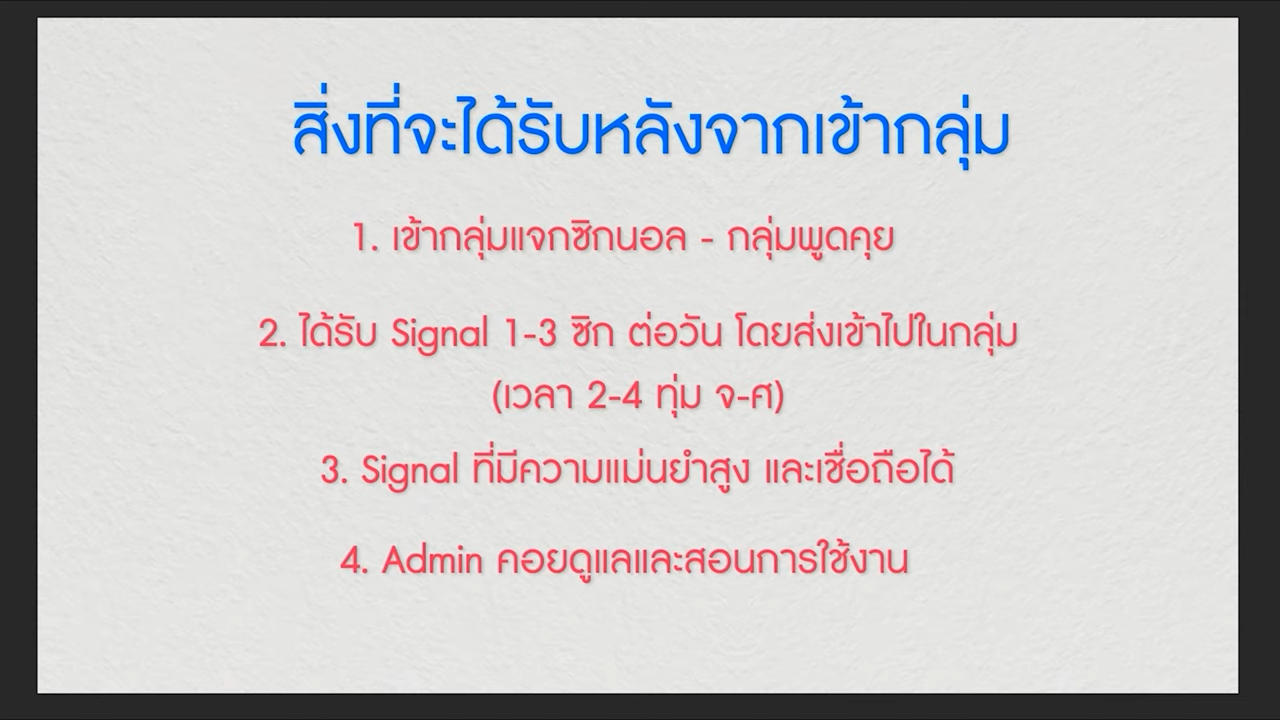 สิ่งที่จะได้รับหลังจากเข้ากลุ่ม
1. เข้ากลุ่มแจกซิกนอล - กลุ่มพูดคุย
2. ได้รับ Signal 1-3 ซิก ต่อวัน โดยส่งเข้าไปในกลุ่ม
(เวลา 2-4 ทุ่ม จ-ศ)
3. Signal ที่มีความแม่นยำสูง และเชื่อถือได้
4. Admin คอยดูแลและสอนการใช้งาน